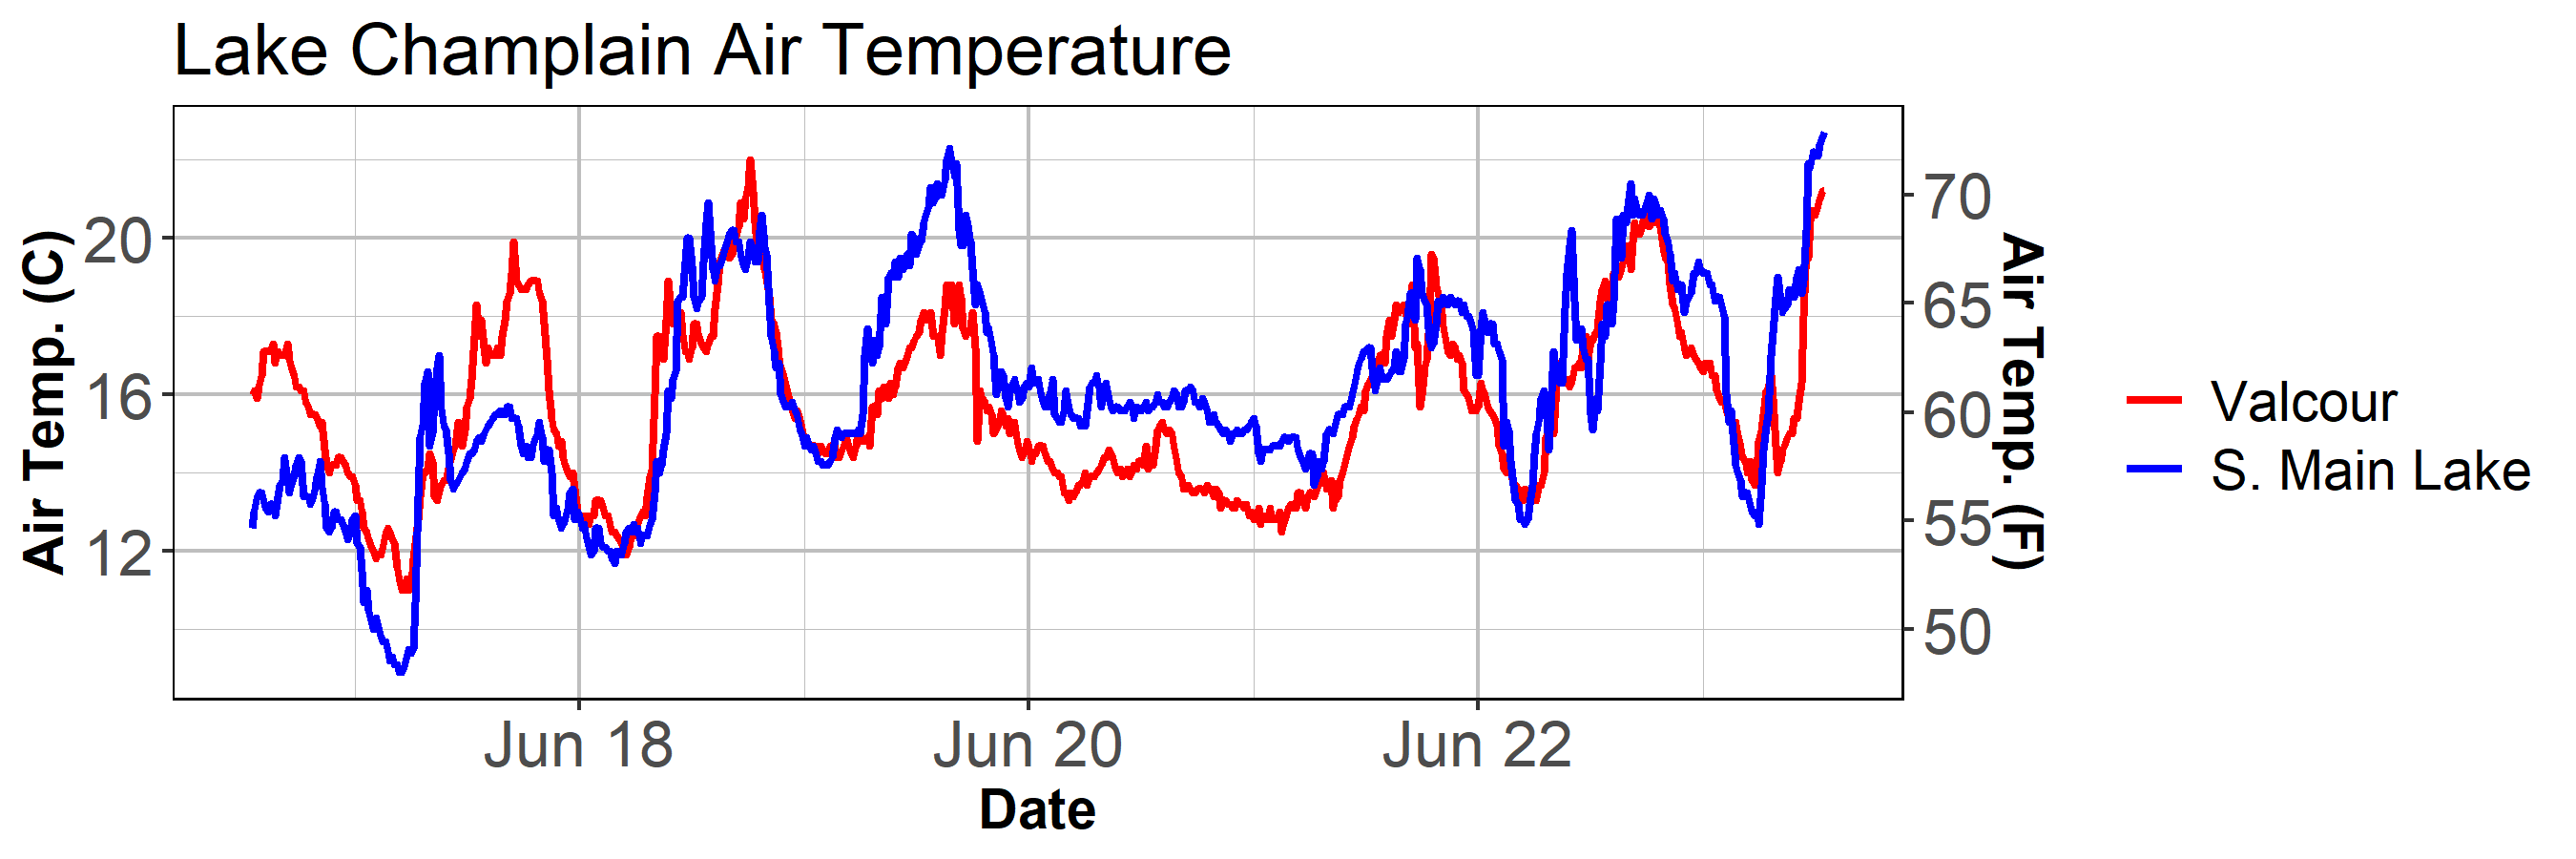 Lake Champlain Air Temperature
Air Temp. (C)
20
16
12
70
65
60
55
50
Air Temp. (F)
Jun 18
Jun 20
Jun 22
Date
Valcour
S. Main Lake